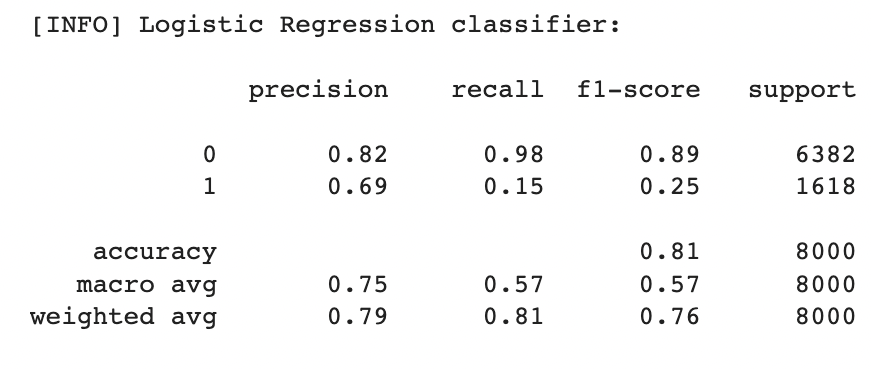 [INFO] Logistic Regression classifier:
precision recall f1-score support
0 0.82 0.98 0.89 6382
1 0.69 0.15 0.25 1618
accuracy 0.81 8000
macro avg 0.75 0.57 0.57 8000
weighted avg 0.79 0.81 0.76 8000